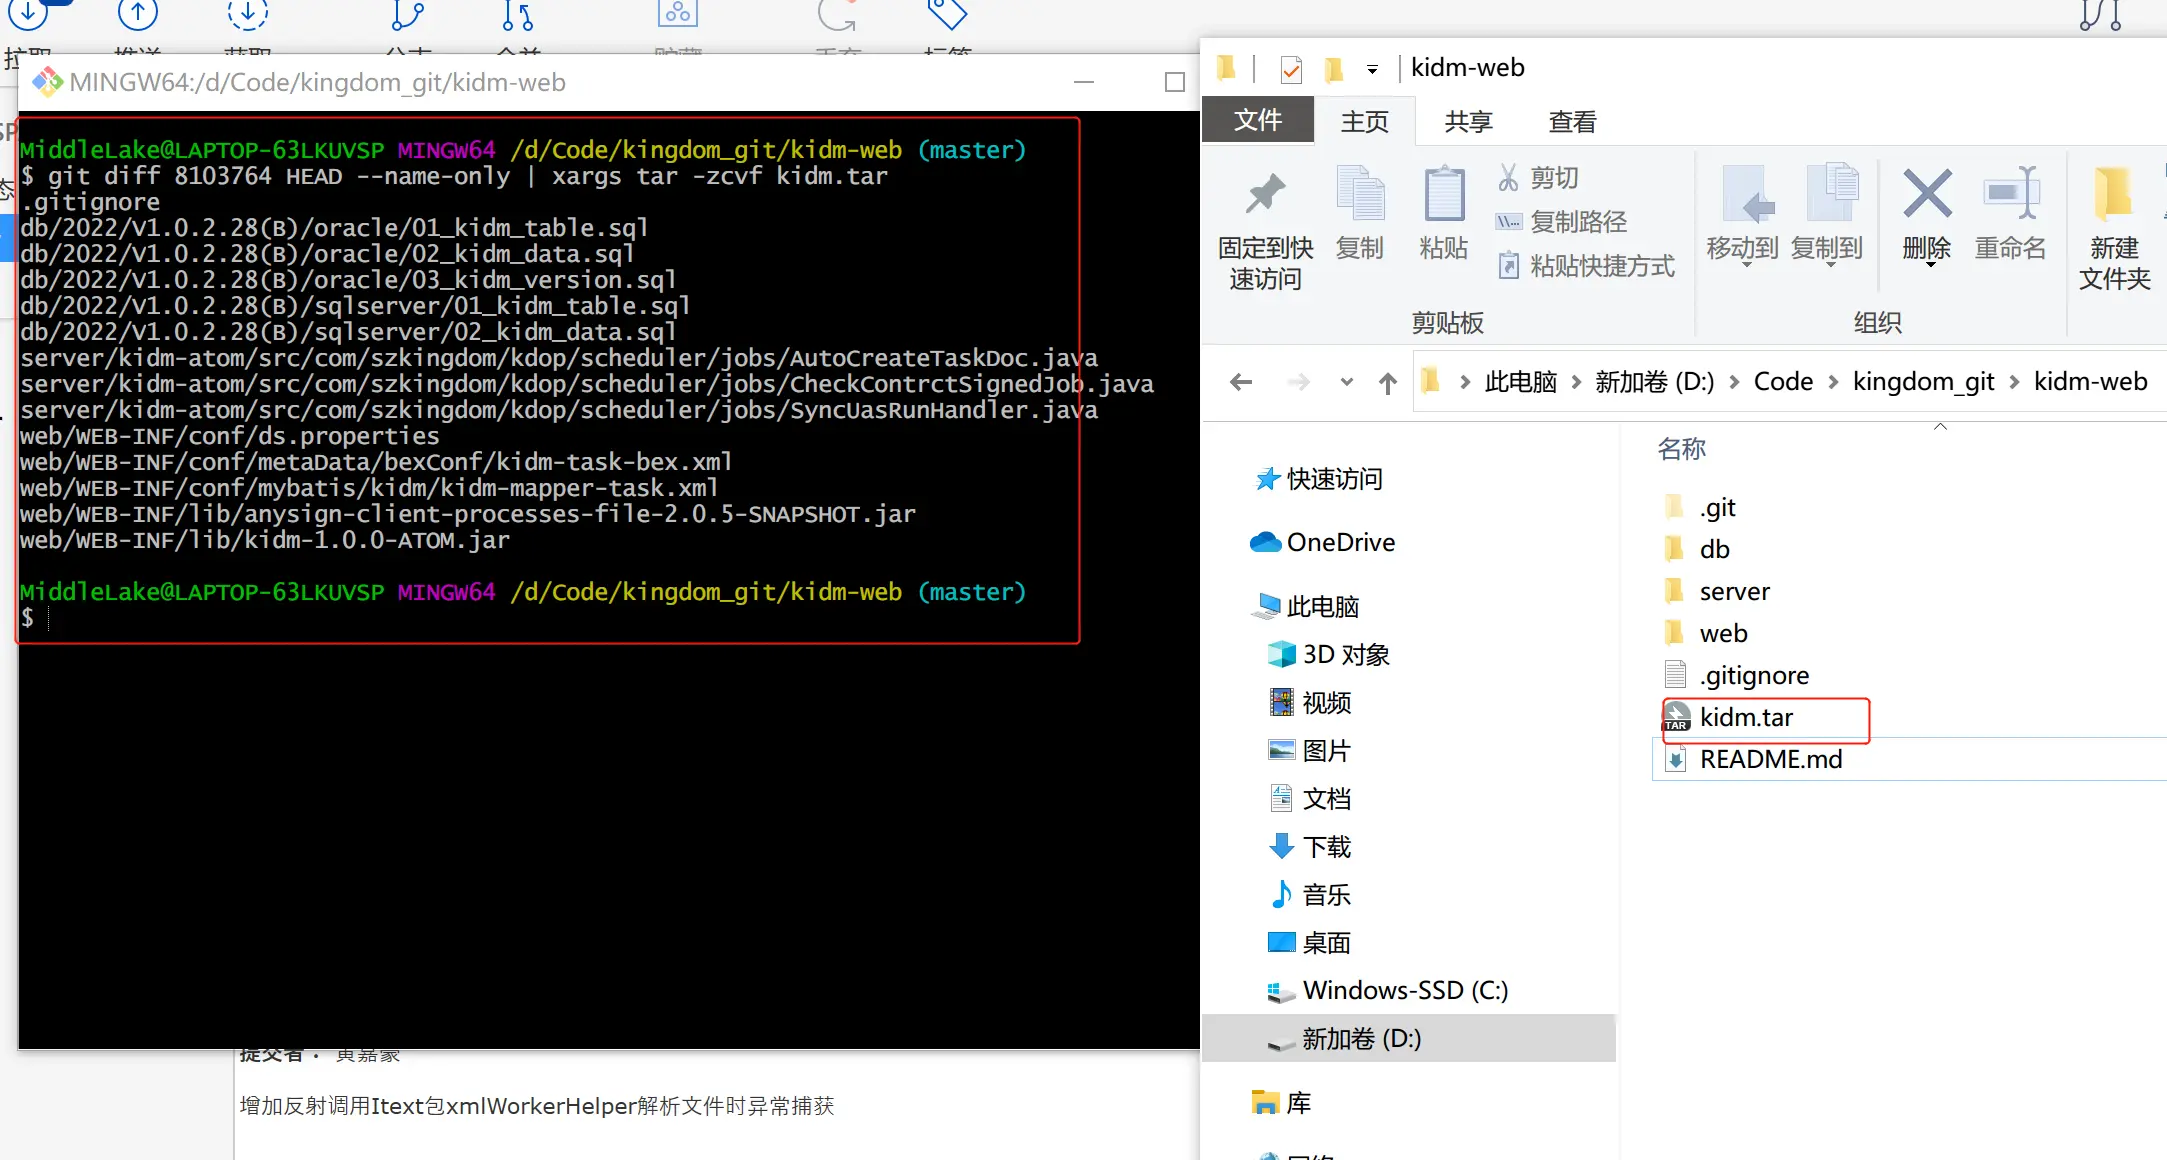 MINGW64:/d/Code/kingdom_git/kidm-web
MiddleLake@LAPTOP-63LKUVSP MINGW64 /d/Code/kingdom_git/kidm-web (master)
$ git diff 8103764 HEAD --name-only | xargs tar -zcvf kidm.tar
.gitignore
db/2022/V1.0.2.28(B)/oracle/01_kidm_table.sql
db/2022/V1.0.2.28(B)/oracle/02_kidm_data.sql
db/2022/V1.0.2.28(B)/oracle/03_kidm_version.sql
db/2022/V1.0.2.28(B)/sqlserver/01_kidm_table.sql
db/2022/V1.0.2.28(B)/sqlserver/02_kidm_data.sql
server/kidm-atom/src/com/szkingdom/kdop/scheduler/jobs/AutoCreateTaskDoc.java
server/kidm-atom/src/com/szkingdom/kdop/scheduler/jobs/CheckContrctSignedJob.java
server/kidm-atom/src/com/szkingdom/kdop/scheduler/jobs/SyncUasRunHandler.java
web/WEB-INF/conf/ds.properties
web/WEB-INF/conf/metaData/bexConf/kidm-task-bex.xml
web/WEB-INF/conf/mybatis/kidm/kidm-mapper-task.xml
web/WEB-INF/lib/anysign-client-processes-file-2.0.5-SNAPSHOT.jar
web/WEB-INF/lib/kidm-1.0.0-ATOM.jar
MiddleLake@LAPTOP-63LKUVSP MINGW64 /d/Code/kingdom_git/kidm-web (master)
$
提交者： 黄嘉豪
增加反射调用Itext包xmlWorkerHelper解析文件时异常捕获
kidm-web
文件 主页 共享 查看
固定到快速访问
复制
粘贴
剪切
复制路径
粘贴快捷方式
剪贴板
移动到
复制到
删除
重命名
组织
新建
文件夹
此电脑 新加卷 (D:) Code kingdom_git kidm-web
快速访问
OneDrive
此电脑
3D 对象
视频
图片
文档
下载
音乐
桌面
Windows-SSD (C:)
新加卷 (D:)
库
名称
.git
db
server
web
.gitignore
TAR kidm.tar
README.md